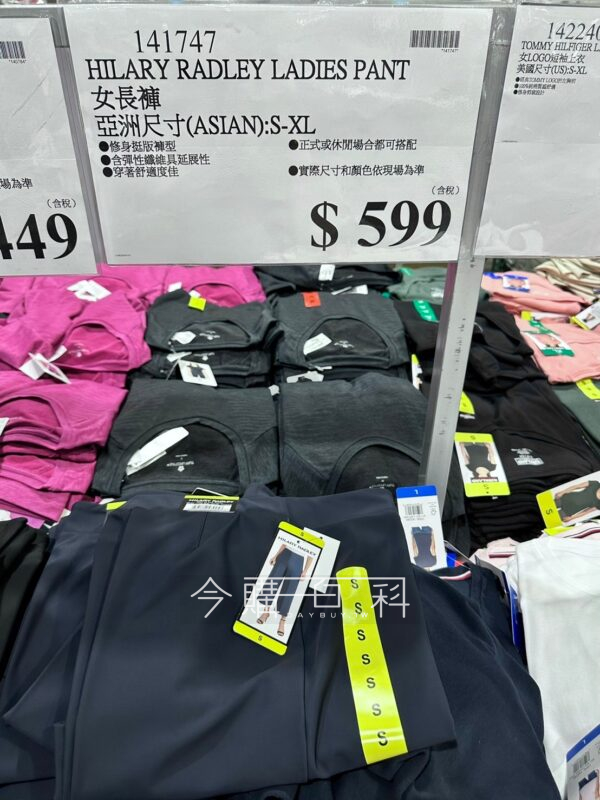 141747
HILARY RADLEY LADIES PANT
女長褲
亞洲尺寸(ASIAN):S-XL
●修身挺版褲型
●含彈性纖維具延展性
●穿著舒適度佳
●正式或休閒場合都可搭配
●實際尺寸和顏色依現場為準
(含稅)
$ 599
場為準
(含稅)
449
142240
TOMMY HILFIGER L
女LOGO短袖上衣
美國尺寸(US):S-XL
S
HILARY RADLEY
S
S
S
S
S
S
S
S
今購百科